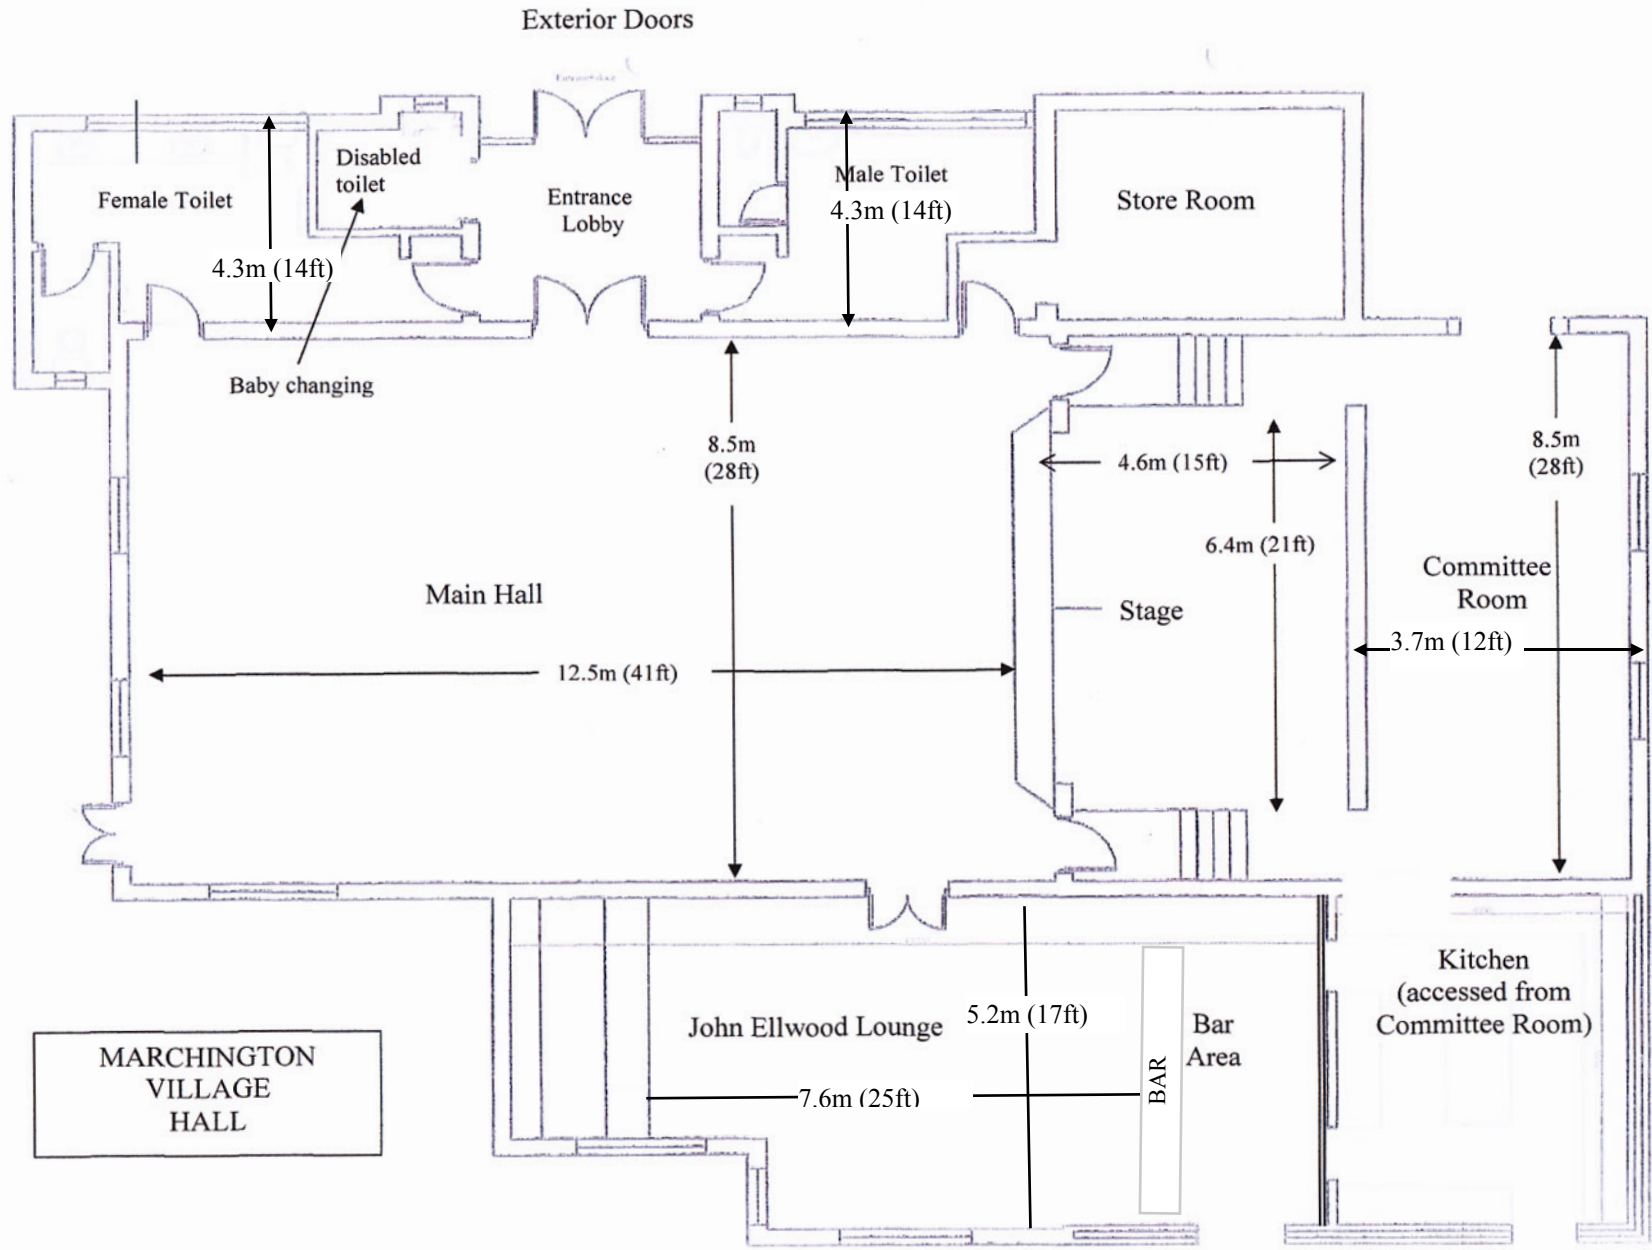 Exterior Doors
Disabled
toilet
Female Toilet
Entrance
Lobby
Male Toilet
4.3m (14ft)
Store Room
4.3m (14ft)
Baby changing
8.5m
(28ft)
4.6m (15ft)
8.5m
(28ft)
6.4m (21ft)
Main Hall
Stage
Committee
Room
3.7m (12ft)
12.5m (41ft)
John Ellwood Lounge
5.2m (17ft)
7.6m (25ft)
BAR
Bar
Area
Kitchen
(accessed from
Committee Room)
MARCHINGTON
VILLAGE
HALL